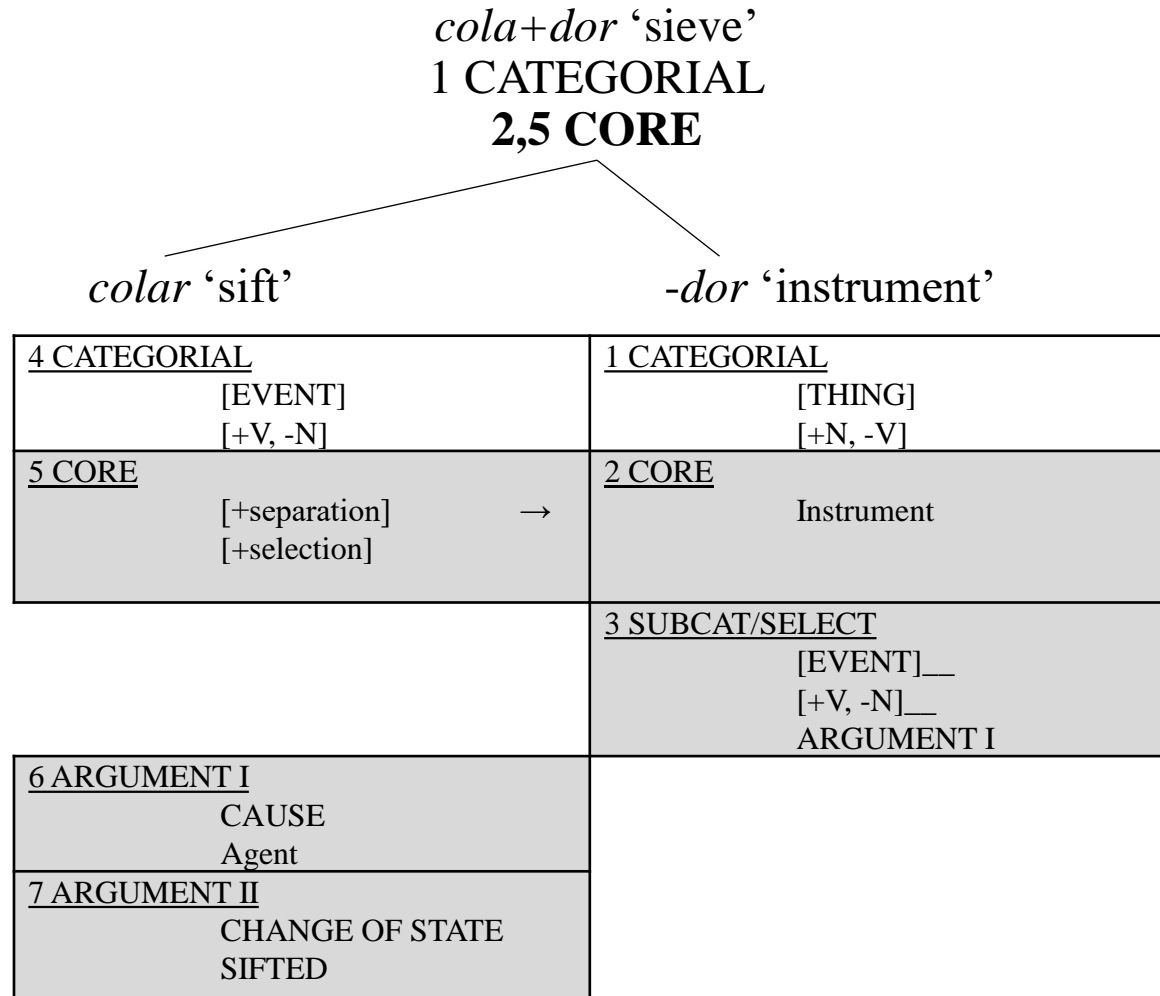 cola+dor ‘sieve’
1 CATEGORIAL
2,5 CORE
colar ‘sift’
-dor ‘instrument’
4 CATEGORIAL
[EVENT]
[+V, -N]
1 CATEGORIAL
[THING]
[+N, -V]
5 CORE
[+separation] →
[+selection]
2 CORE
Instrument
3 SUBCAT/SELECT
[EVENT]__
[+V, -N]__
ARGUMENT I
6 ARGUMENT I
CAUSE
Agent
7 ARGUMENT II
CHANGE OF STATE
SIFTED